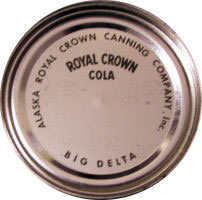 ALASKA ROYAL CROWN CANNING COMPANY, Inc.
ROYAL CROWN
COLA
BIG DELTA